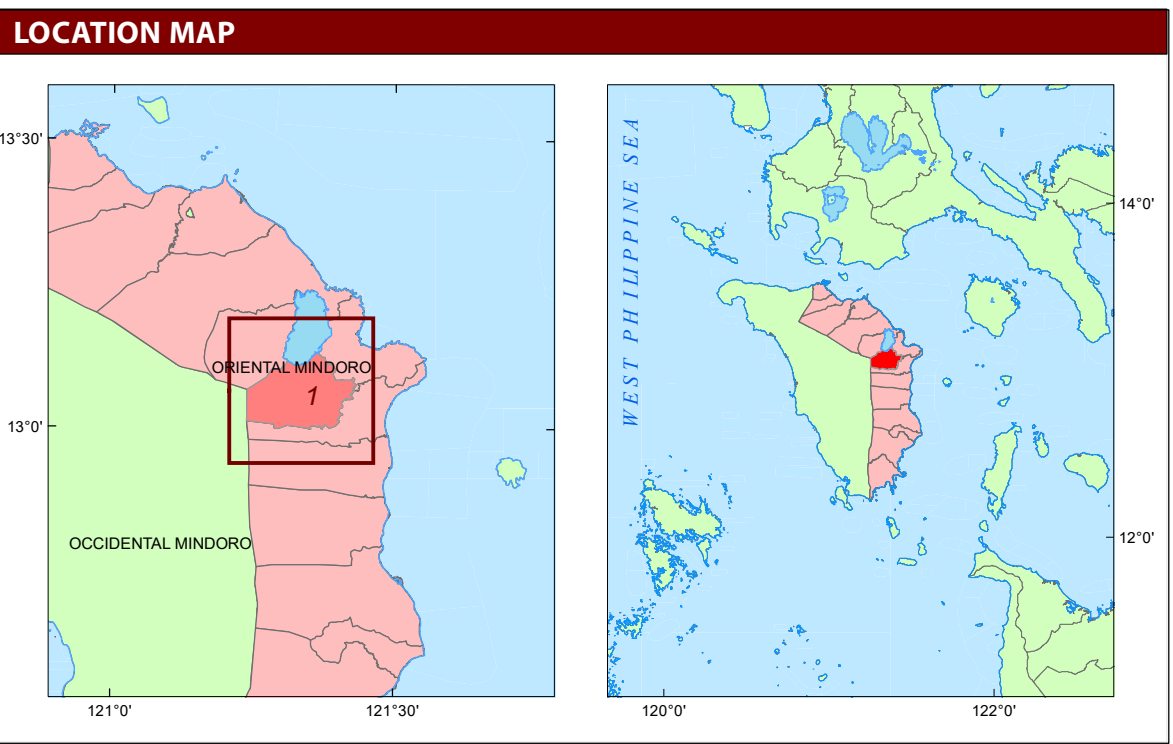 LOCATION MAP
13°30'
ORIENTAL MINDORO
1
13°0'
OCCIDENTAL MINDORO
121°0'
121°30'
WEST PHILIPPINE SEA
14°0'
12°0'
120°0'
122°0'